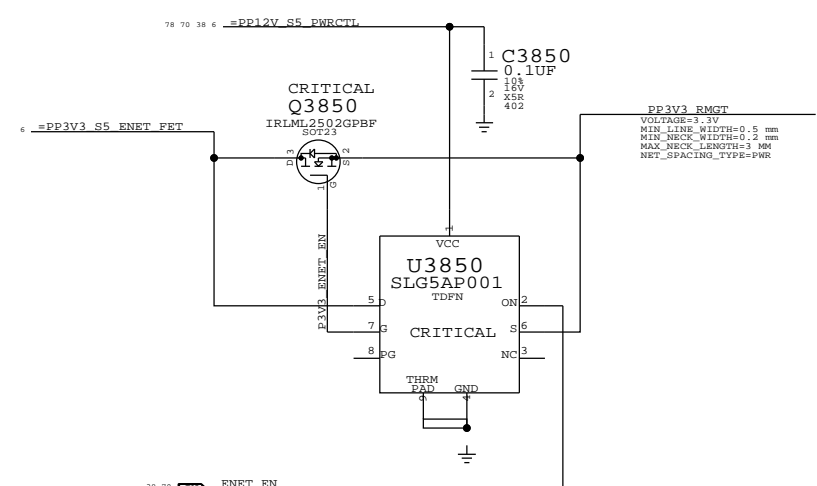 78 70 38 6 =PP12V_S5_PWRCTL
1 C3850
0.1UF
10%
16V
2 X5R
402
CRITICAL
Q3850
IRLML2502GPBF
SOT23
6 =PP3V3_S5_ENET_FET
D 3
S 2
1 G
PP3V3_RMGT
VOLTAGE=3.3V
MIN_LINE_WIDTH=0.5 mm
MIN_NECK_WIDTH=0.2 mm
MAX_NECK_LENGTH=3 MM
NET_SPACING_TYPE=PWR
P3V3_ENET_EN
1
VCC
U3850
SLG5AP001
TDFN
5 D
ON 2
7 G
CRITICAL
S 6
8 PG
NC 3
THRM
PAD GND
9 4
ENET_EN